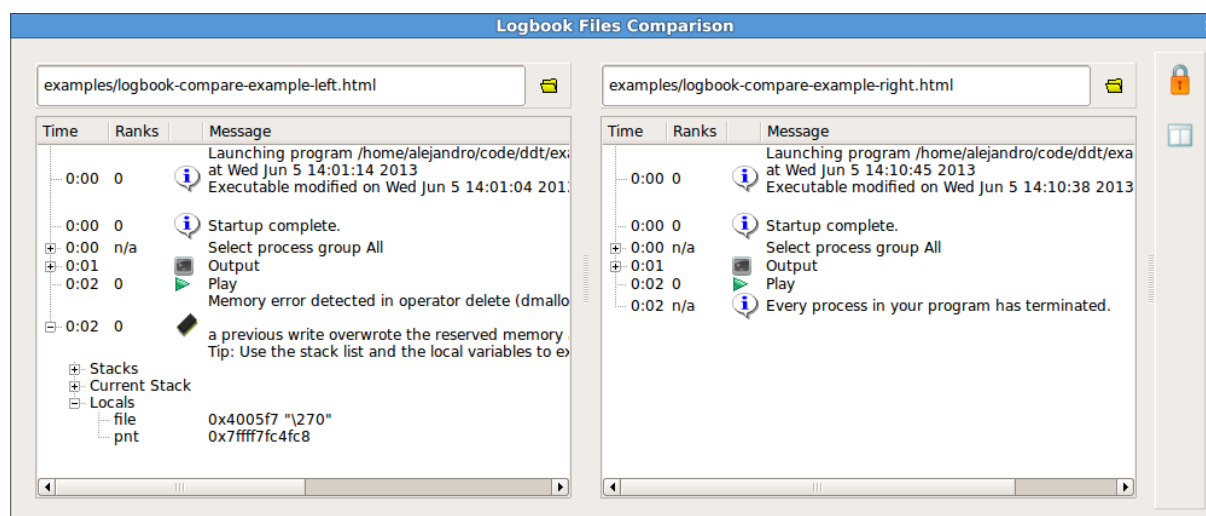 Logbook Files Comparison
examples/logbook-compare-example-left.html
Time Ranks Message
Launching program /home/alejandro/code/ddt/exa
0:00 0 at Wed Jun 5 14:01:14 2013
Executable modified on Wed Jun 5 14:01:04 201
0:00 0 Startup complete.
0:00 n/a Select process group All
0:01 Output
0:02 0 Play
Memory error detected in operator delete (dmallo
0:02 0
a previous write overwrote the reserved memory
Tip: Use the stack list and the local variables to ex
Stacks
Current Stack
Locals
file 0x4005f7 "\270"
pnt 0x7ffff7fc4fc8
examples/logbook-compare-example-right.html
Time Ranks Message
Launching program /home/alejandro/code/ddt/exa
0:00 0 at Wed Jun 5 14:10:45 2013
Executable modified on Wed Jun 5 14:10:38 2013
0:00 0 Startup complete.
0:00 n/a Select process group All
0:01 Output
0:02 0 Play
0:02 n/a Every process in your program has terminated.